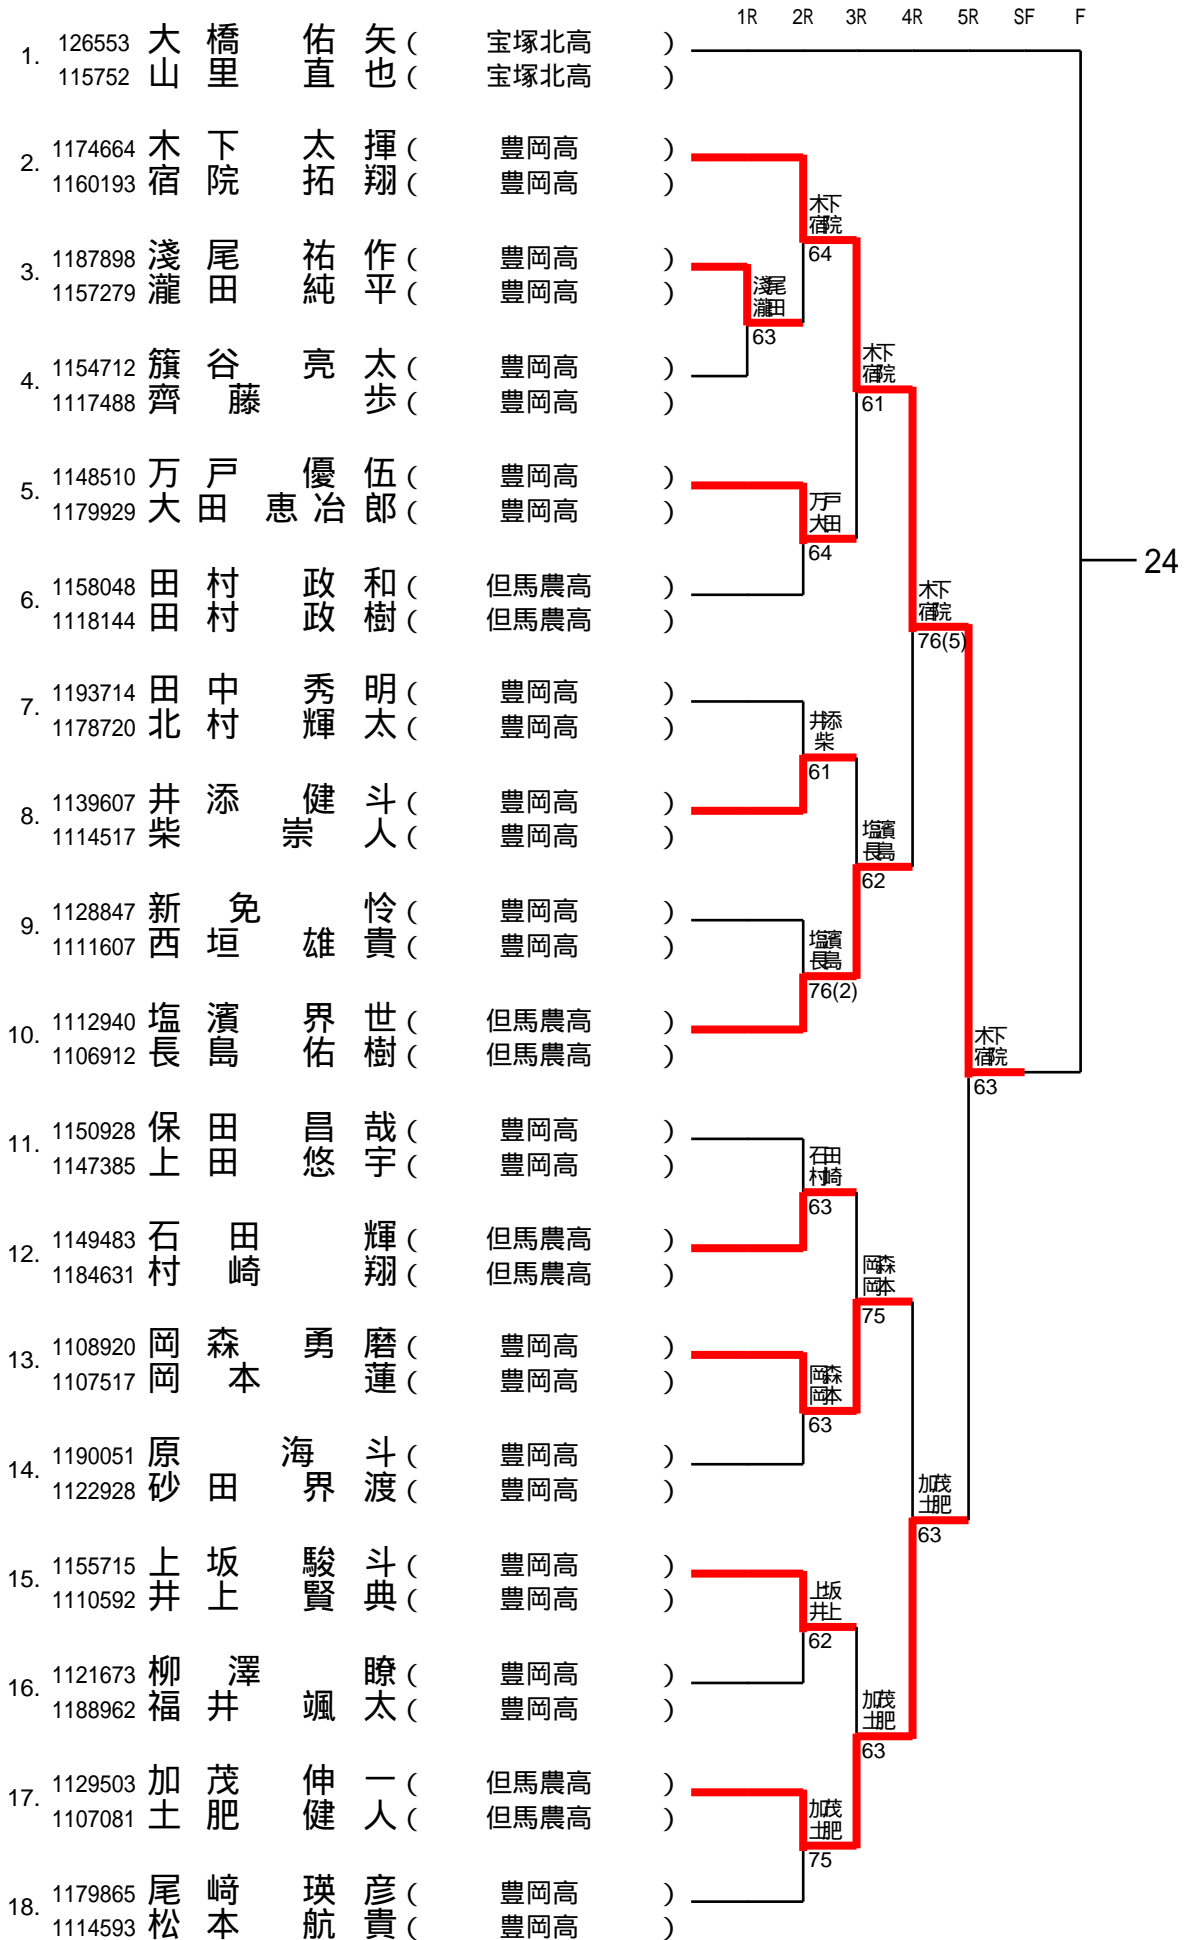 1R 2R 3R 4R 5R SF F
1. 126553 大橋 佑矢 ( 宝塚北高 )
115752 山里 直也 ( 宝塚北高 )
2. 1174664 木下 太揮 ( 豊岡高 )
1160193 宿院 拓翔 ( 豊岡高 )
木下
宿院
64
3. 1187898 淺尾 祐作 ( 豊岡高 )
1157279 瀧田 純平 ( 豊岡高 )
淺尾
瀧田
63
4. 1154712 籏谷 亮太 ( 豊岡高 )
1117488 齊藤 歩 ( 豊岡高 )
木下
宿院
61
5. 1148510 万戸 優伍 ( 豊岡高 )
1179929 大田 恵冶郎 ( 豊岡高 )
万戸
大田
64
24
6. 1158048 田村 政和 ( 但馬農高 )
1118144 田村 政樹 ( 但馬農高 )
木下
宿院
76(5)
7. 1193714 田中 秀明 ( 豊岡高 )
1178720 北村 輝太 ( 豊岡高 )
井添
柴
61
8. 1139607 井添 健斗 ( 豊岡高 )
1114517 柴 崇人 ( 豊岡高 )
塩濱
長島
62
9. 1128847 新免 怜 ( 豊岡高 )
1111607 西垣 雄貴 ( 豊岡高 )
塩濱
長島
76(2)
10. 1112940 塩濱 界世 ( 但馬農高 )
1106912 長島 佑樹 ( 但馬農高 )
木下
宿院
63
11. 1150928 保田 昌哉 ( 豊岡高 )
1147385 上田 悠宇 ( 豊岡高 )
石田
村崎
63
12. 1149483 石田 輝 ( 但馬農高 )
1184631 村崎 翔 ( 但馬農高 )
岡森
岡本
75
13. 1108920 岡森 勇磨 ( 豊岡高 )
1107517 岡本 蓮 ( 豊岡高 )
岡森
岡本
63
14. 1190051 原 海斗 ( 豊岡高 )
1122928 砂田 界渡 ( 豊岡高 )
加茂
土肥
63
15. 1155715 上坂 駿斗 ( 豊岡高 )
1110592 井上 賢典 ( 豊岡高 )
上坂
井上
62
16. 1121673 柳澤 瞭 ( 豊岡高 )
1188962 福井 颯太 ( 豊岡高 )
加茂
土肥
63
17. 1129503 加茂 伸一 ( 但馬農高 )
1107081 土肥 健人 ( 但馬農高 )
加茂
土肥
75
18. 1179865 尾﨑 瑛彦 ( 豊岡高 )
1114593 松本 航貴 ( 豊岡高 )